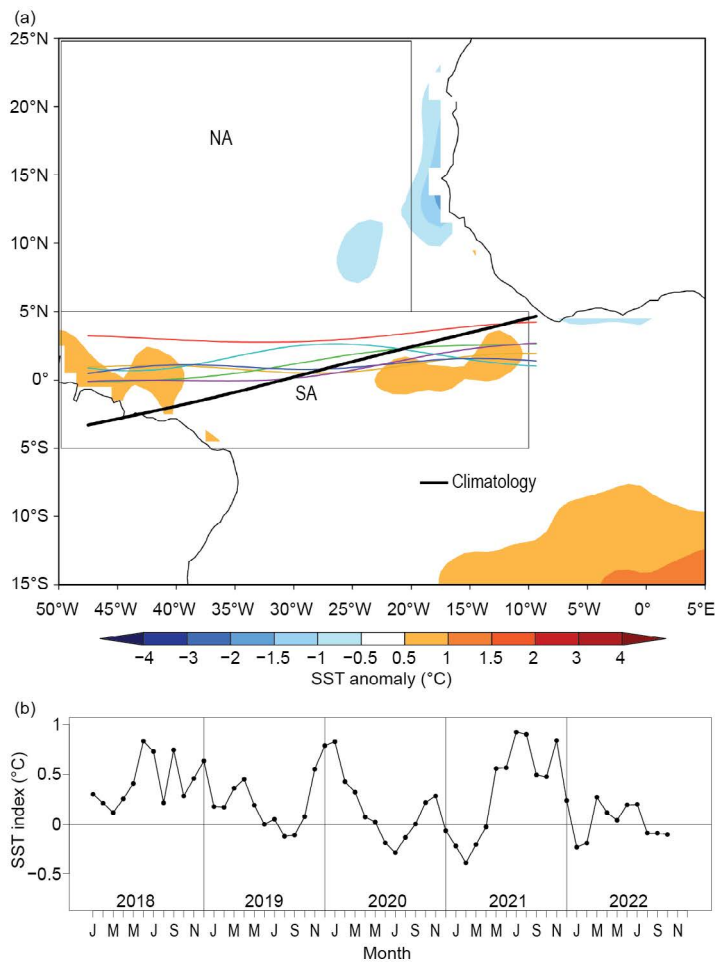 (a)
25°N
20°N
15°N
10°N
5°N
0°
5°S
10°S
15°S
NA
SA
Climatology
50°W 45°W 40°W 35°W 30°W 25°W 20°W 15°W 10°W 5°W 0° 5°E
−4 −3 −2 −1.5 −1 −0.5 0.5 1 1.5 2 3 4
SST anomaly (°C)
(b)
1
0.5
0
−0.5
SST index (°C)
2018 2019 2020 2021 2022
J M M J S N J M M J S N J M M J S N J M M J S N J M M J S N
Month